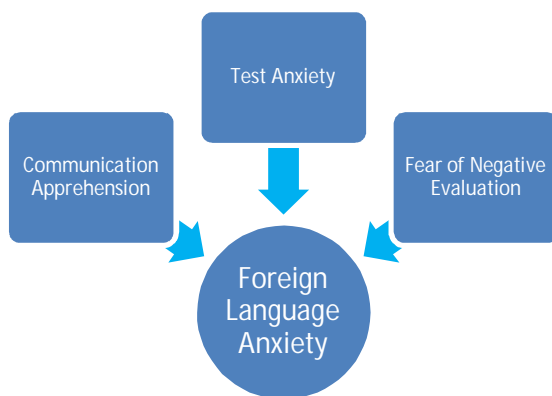 Test Anxiety
Communication
Apprehension
Fear of Negative
Evaluation
Foreign
Language
Anxiety